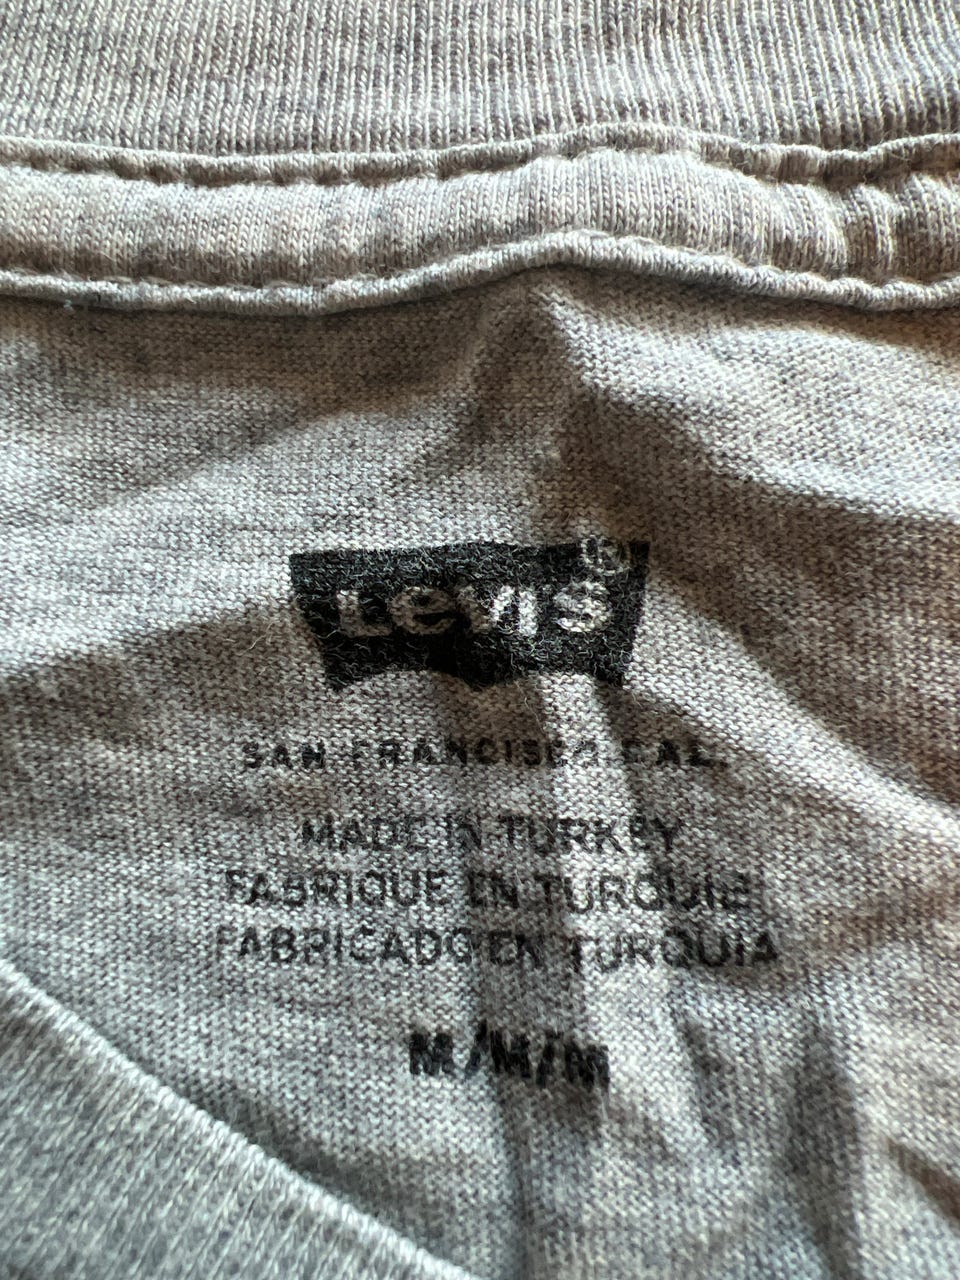 Levi's®
SAN FRANCISCO, CAL.
MADE IN TURKEY
FABRIQUE EN TURQUIE
FABRICADO EN TURQUIA
M/M/M